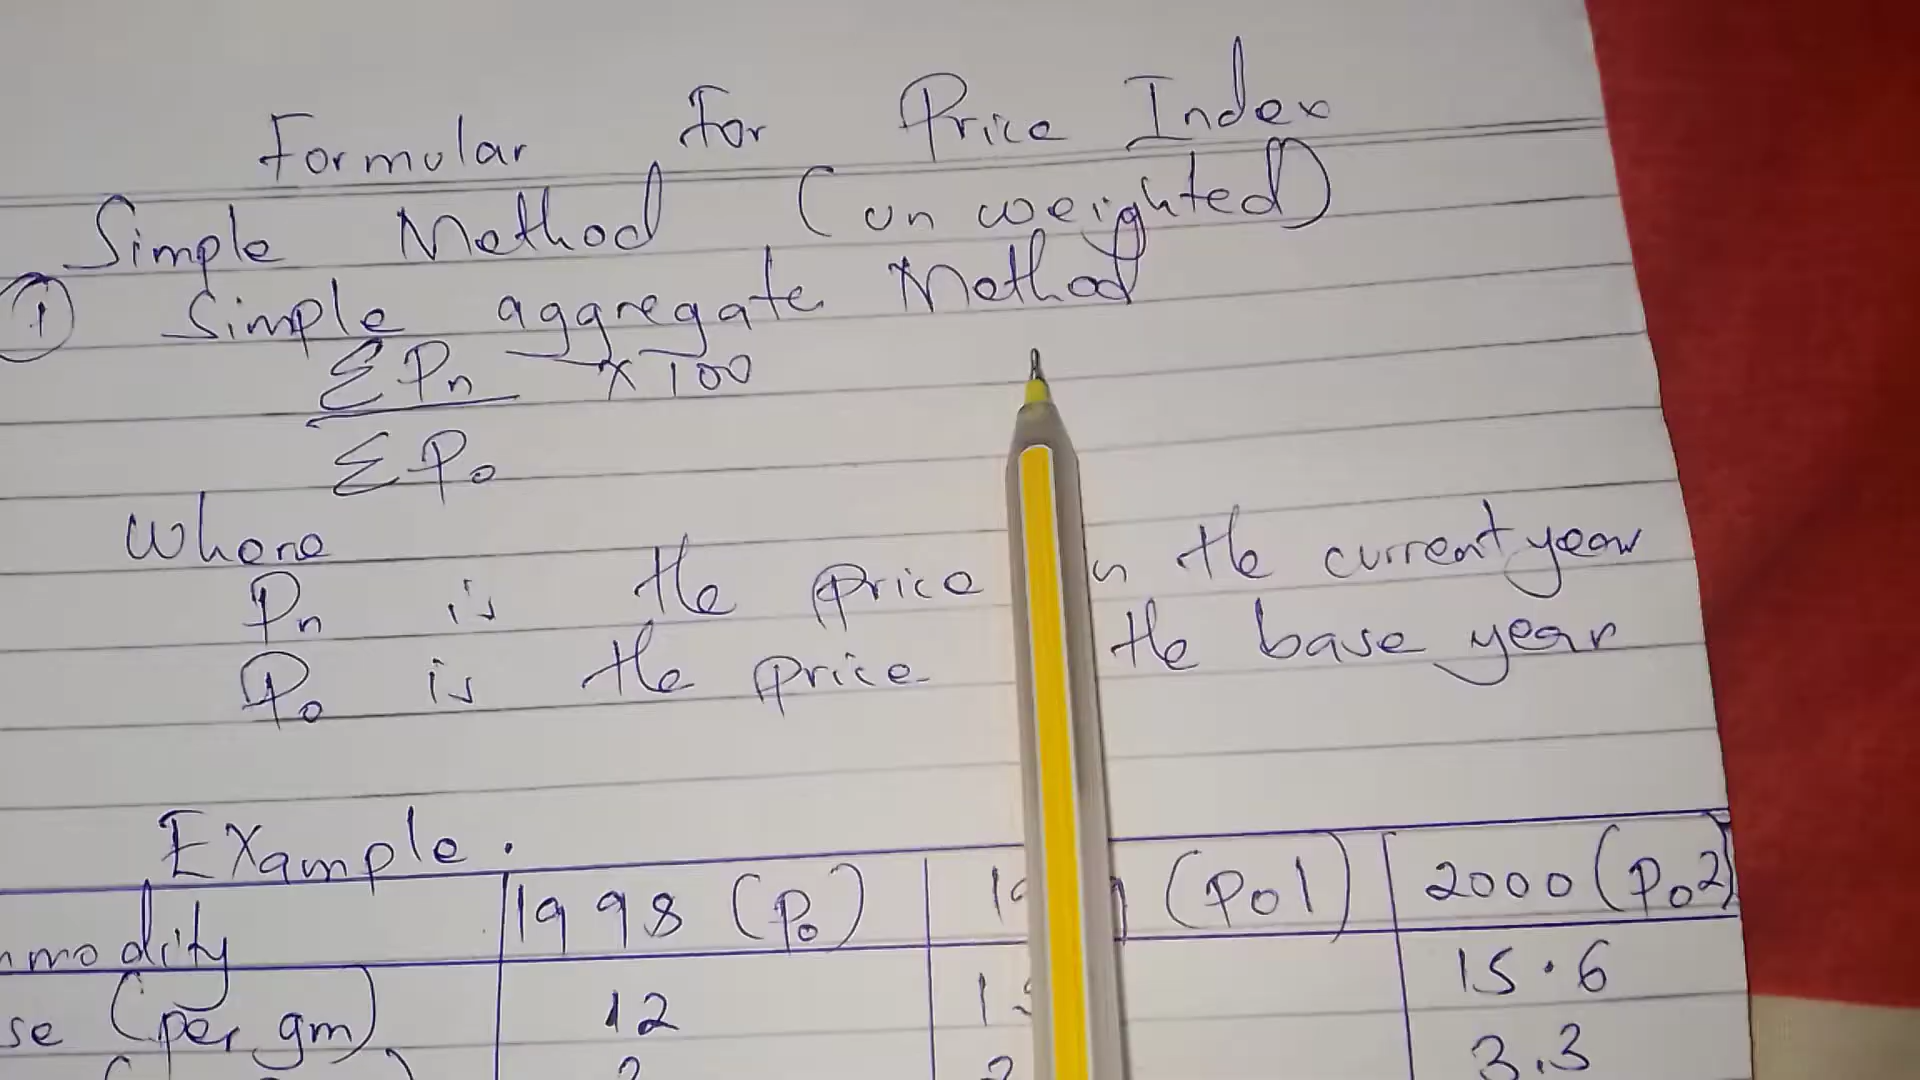 Formular For Price Index
Simple Method (un weighted)
① Simple aggregate Method
ΣPn × 100
ΣPo
Where
Pn is the price the current year
Po is the price the base year
Example.
1998 (Po) (Po1) 2000 (Po2)
(per gm) 12 15.6
3.3